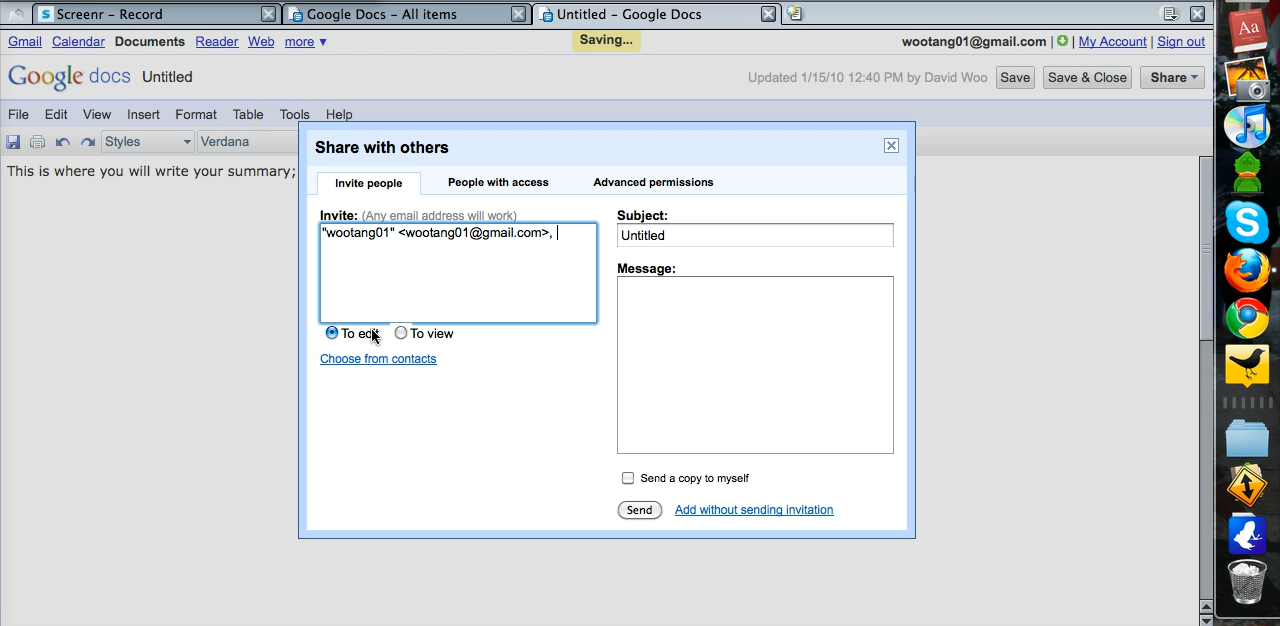 Screenr – Record
Google Docs – All items
Untitled – Google Docs
Gmail Calendar Documents Reader Web more ▼
Saving...
wootang01@gmail.com | | My Account | Sign out
Google docs Untitled
Updated 1/15/10 12:40 PM by David Woo Save Save & Close Share
File Edit View Insert Format Table Tools Help
Styles Verdana
This is where you will write your summary;
Share with others
Invite people People with access Advanced permissions
Invite: (Any email address will work)
"wootang01" <wootang01@gmail.com>,
To edit To view
Choose from contacts
Subject:
Untitled
Message:
Send a copy to myself
Send Add without sending invitation
Aa